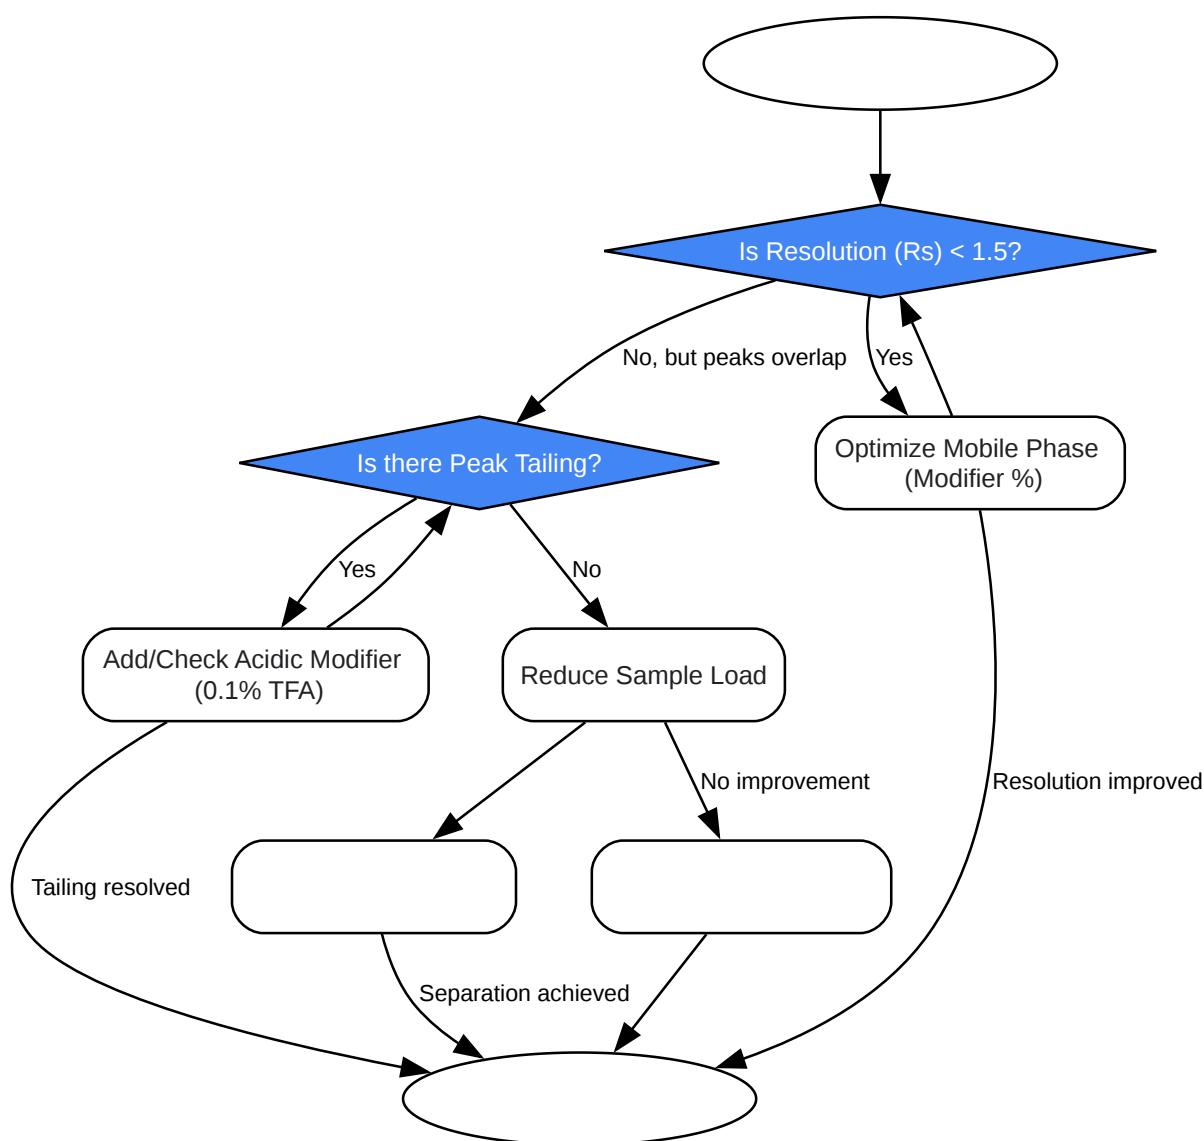 Is Resolution (Rs) < 1.5?
No, but peaks overlap
Yes
Is there Peak Tailing?
Optimize Mobile Phase
(Modifier %)
Yes
No
Add/Check Acidic Modifier
(0.1% TFA)
Reduce Sample Load
No improvement
Resolution improved
Tailing resolved
Separation achieved